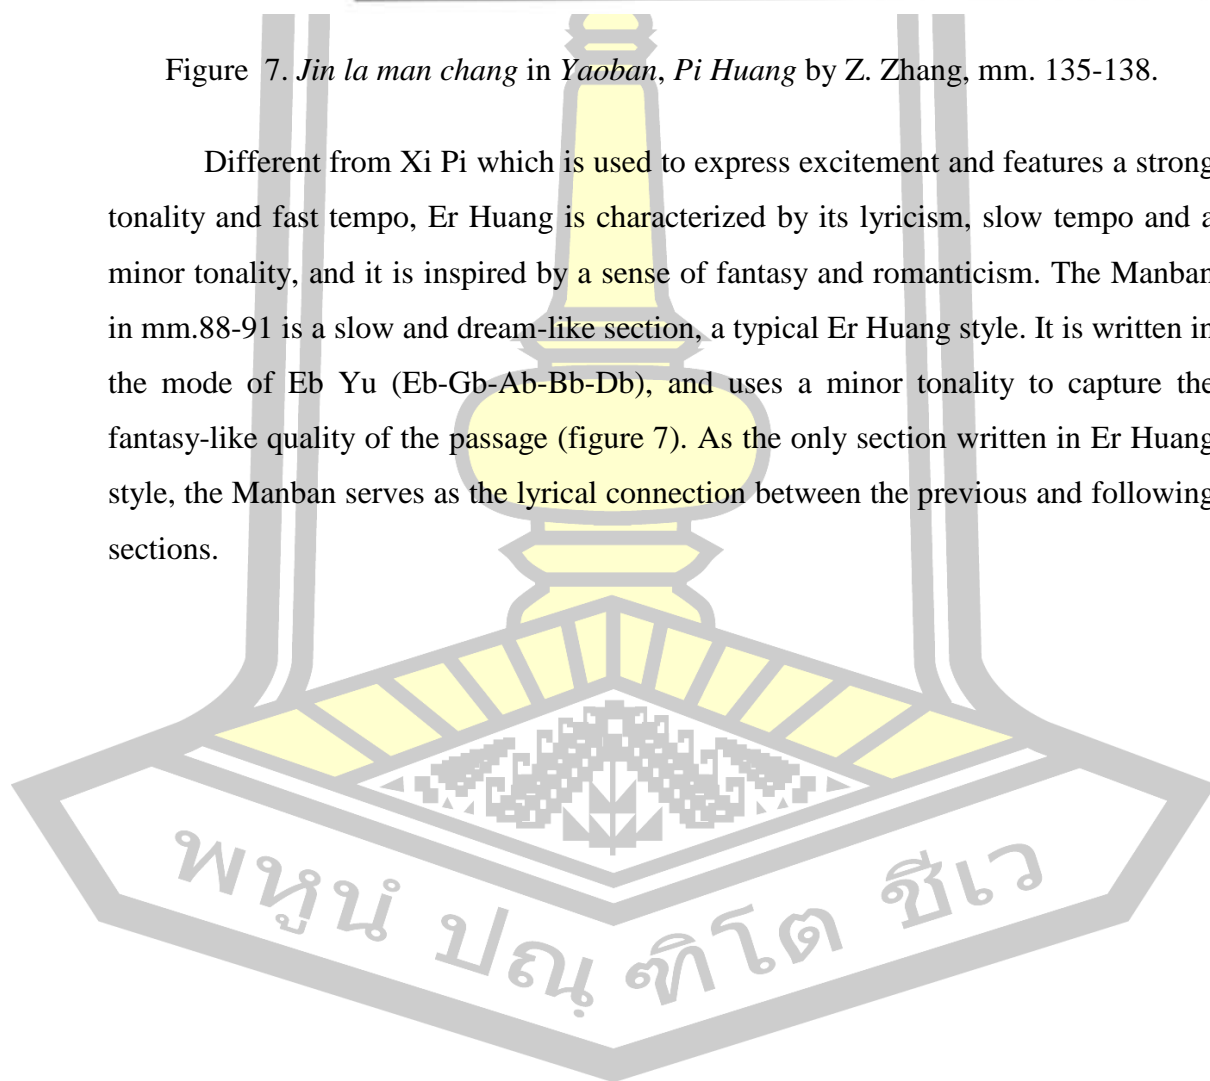 Figure 7. Jin la man chang in Yaoban, Pi Huang by Z. Zhang, mm. 135-138.
Different from Xi Pi which is used to express excitement and features a strong
tonality and fast tempo, Er Huang is characterized by its lyricism, slow tempo and a
minor tonality, and it is inspired by a sense of fantasy and romanticism. The Manban
in mm.88-91 is a slow and dream-like section, a typical Er Huang style. It is written in
the mode of Eb Yu (Eb-Gb-Ab-Bb-Db), and uses a minor tonality to capture the
fantasy-like quality of the passage (figure 7). As the only section written in Er Huang
style, the Manban serves as the lyrical connection between the previous and following
sections.
พหูนํ ปณฺ ฑิโต ชีเว